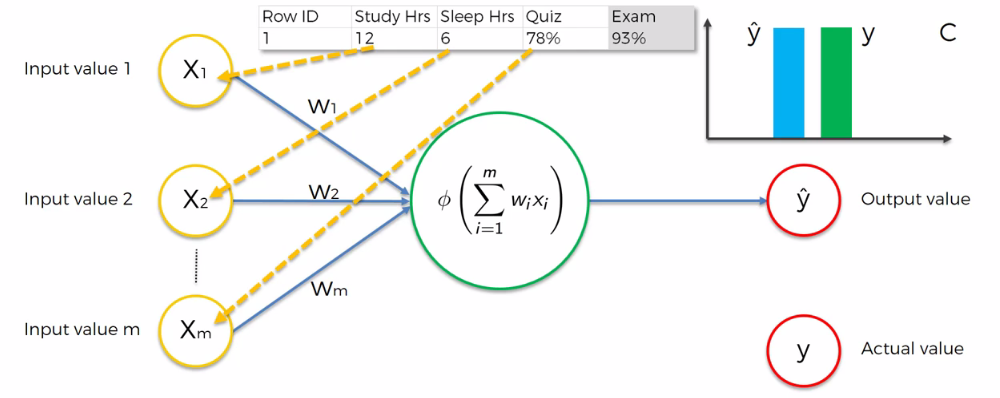 Row ID Study Hrs Sleep Hrs Quiz Exam
1 12 6 78% 93%
ŷ y C
Input value 1
X₁
W₁
Input value 2
X₂
W₂
ϕ(∑ᵢ₌₁ᵐ wᵢxᵢ)
ŷ
Output value
Wₘ
Input value m
Xₘ
y
Actual value